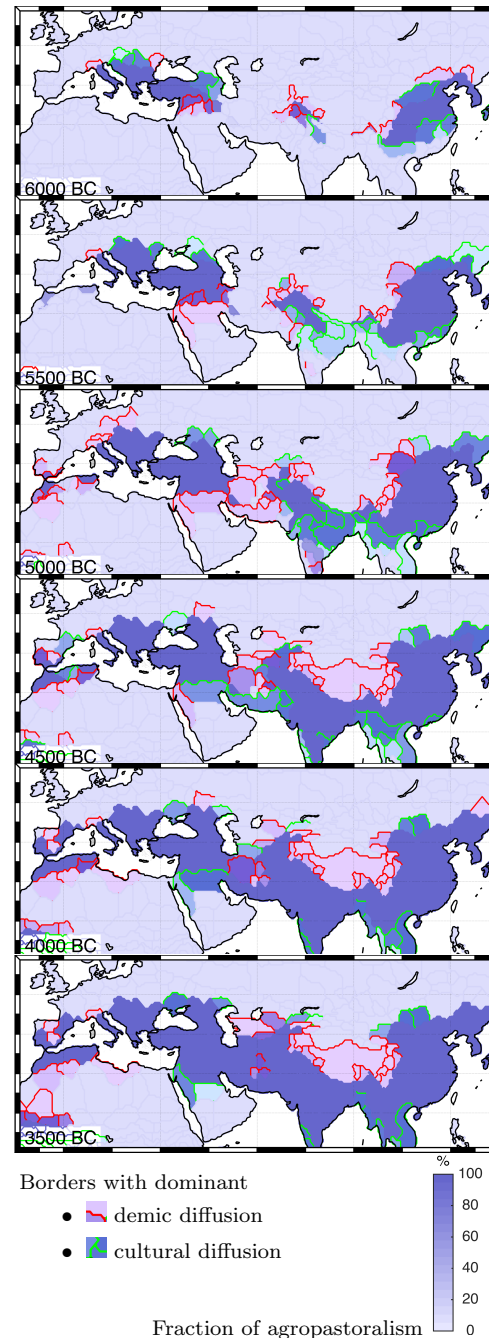 6000 BC
5500 BC
5000 BC
4500 BC
4000 BC
3500 BC
Borders with dominant
• demic diffusion
• cultural diffusion
Fraction of agropastoralism
%
100
80
60
40
20
0